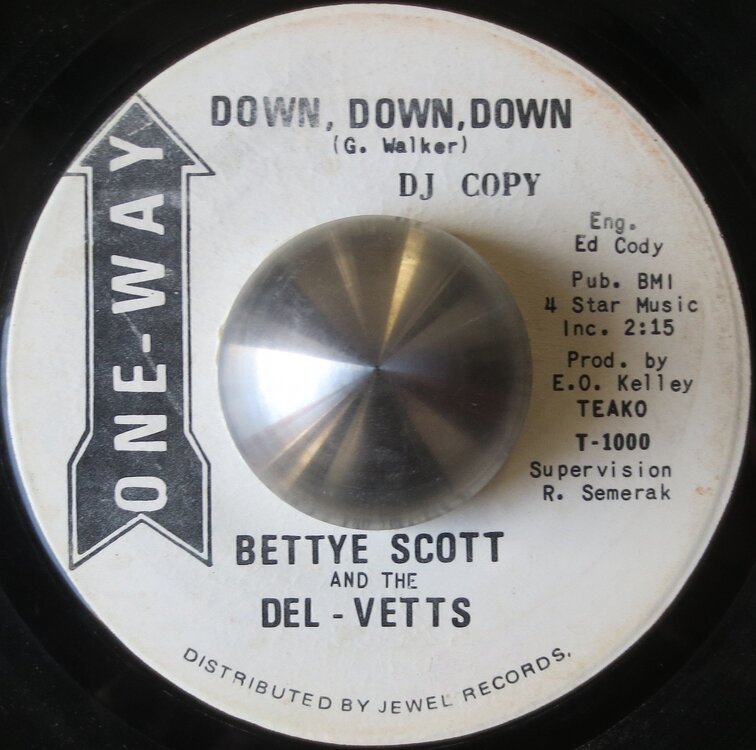 DOWN, DOWN, DOWN
(G. Walker)
DJ COPY
ONE-WAY
Eng.
Ed Cody
Pub. BMI
4 Star Music
Inc. 2:15
Prod. by
E.O. Kelley
TEAKO
T-1000
Supervision
R. Semerak
BETTYE SCOTT
AND THE
DEL-VETTS
DISTRIBUTED BY JEWEL RECORDS.